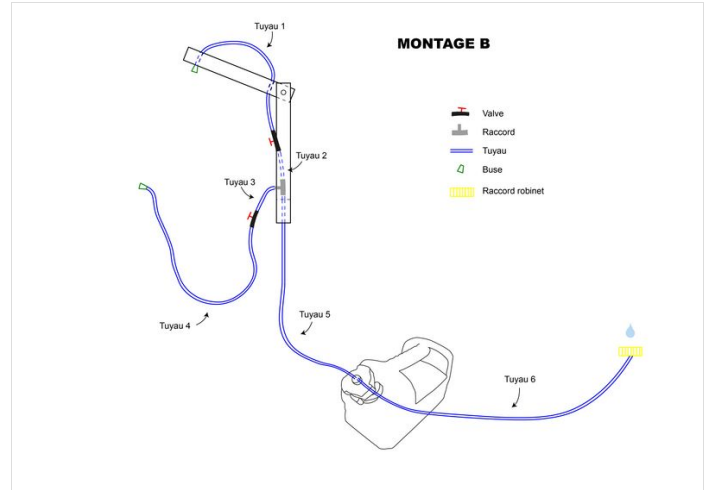 Tuyau 1
MONTAGE B
Valve
Raccord
Tuyau
Buse
Raccord robinet
Tuyau 2
Tuyau 3
Tuyau 4
Tuyau 5
Tuyau 6